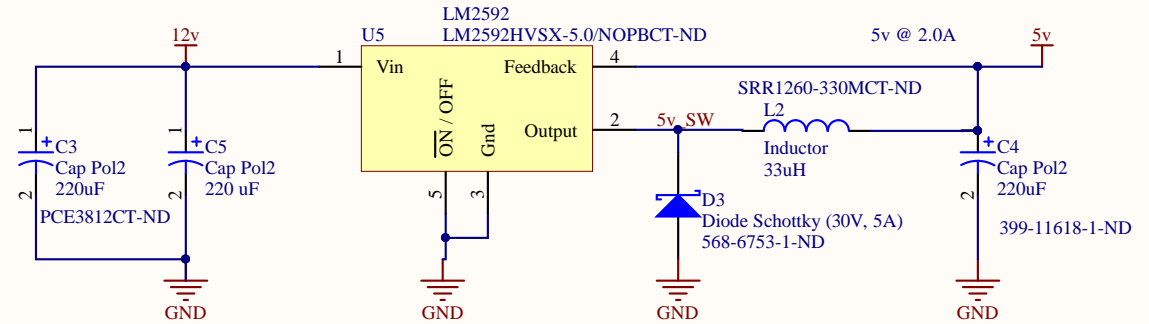 LM2592
12v
U5
LM2592HVSX-5.0/NOPBCT-ND
5v @ 2.0A
5v
1
Vin
Feedback
4
SRR1260-330MCT-ND
L2
ON / OFF
Gnd
Output
2
5v_SW
Inductor
33uH
1
C3
Cap Pol2
220uF
2
PCE3812CT-ND
1
C5
Cap Pol2
220 uF
2
5
3
D3
Diode Schottky (30V, 5A)
568-6753-1-ND
C4
Cap Pol2
220uF
2
399-11618-1-ND
GND
GND
GND
GND